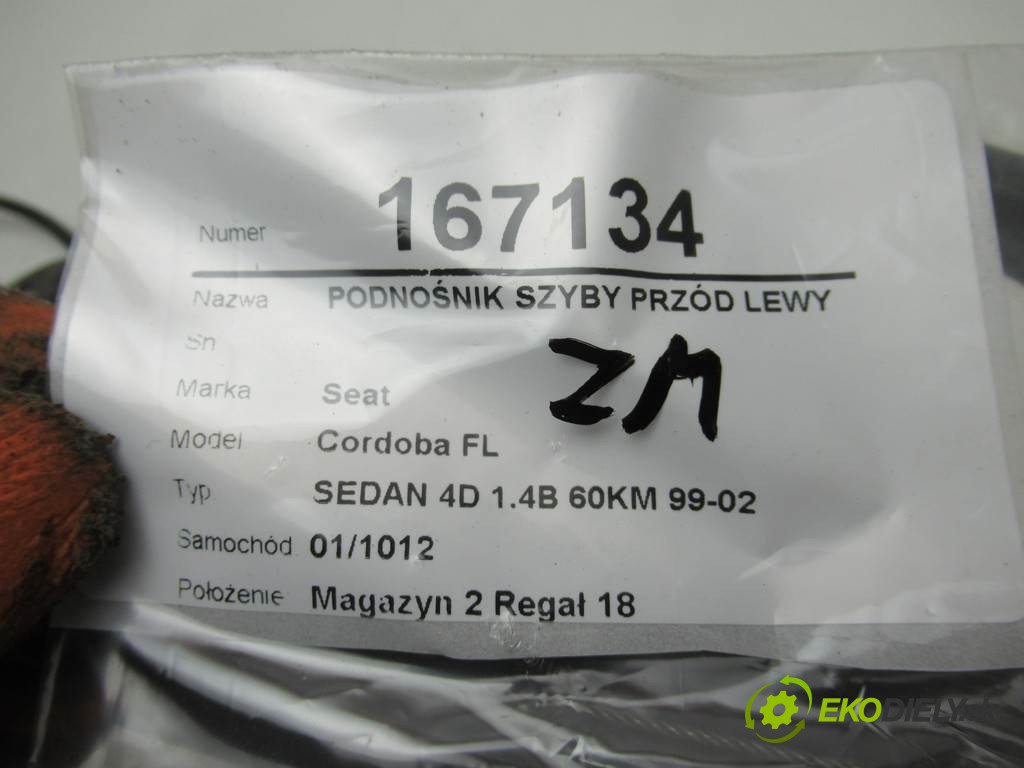 Numer 167134
Nazwa PODNOŚNIK SZYBY PRZÓD LEWY
Sn
ZM
Marka Seat
Model Cordoba FL
Typ SEDAN 4D 1.4B 60KM 99-02
Samochód 01/1012
Położenie Magazyn 2 Regał 18
EKODIELY